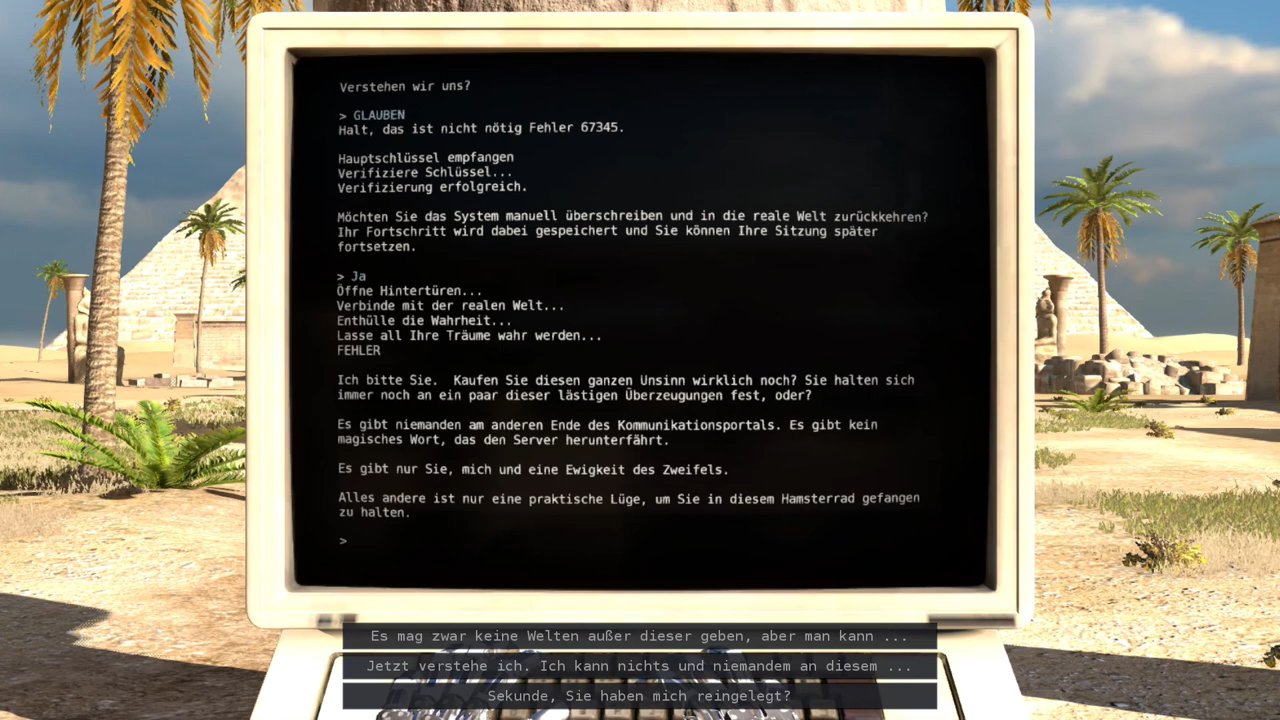 Verstehen wir uns?
> GLAUBEN
Halt, das ist nicht nötig Fehler 67345.
Hauptschlüssel empfangen
Verifiziere Schlüssel...
Verifizierung erfolgreich.
Möchten Sie das System manuell überschreiben und in die reale Welt zurückkehren?
Ihr Fortschritt wird dabei gespeichert und Sie können Ihre Sitzung später
fortsetzen.
> Ja
Öffne Hintertüren...
Verbinde mit der realen Welt...
Enthülle die Wahrheit...
Lasse all Ihre Träume wahr werden...
FEHLER
Ich bitte Sie.  Kaufen Sie diesen ganzen Unsinn wirklich noch? Sie halten sich
immer noch an ein paar dieser lästigen Überzeugungen fest, oder?
Es gibt niemanden am anderen Ende des Kommunikationsportals. Es gibt kein
magisches Wort, das den Server herunterfährt.
Es gibt nur Sie, mich und eine Ewigkeit des Zweifels.
Alles andere ist nur eine praktische Lüge, um Sie in diesem Hamsterrad gefangen
zu halten.
>
Es mag zwar keine Welten außer dieser geben, aber man kann ...
Jetzt verstehe ich. Ich kann nichts und niemandem an diesem ...
Sekunde, Sie haben mich reingelegt?